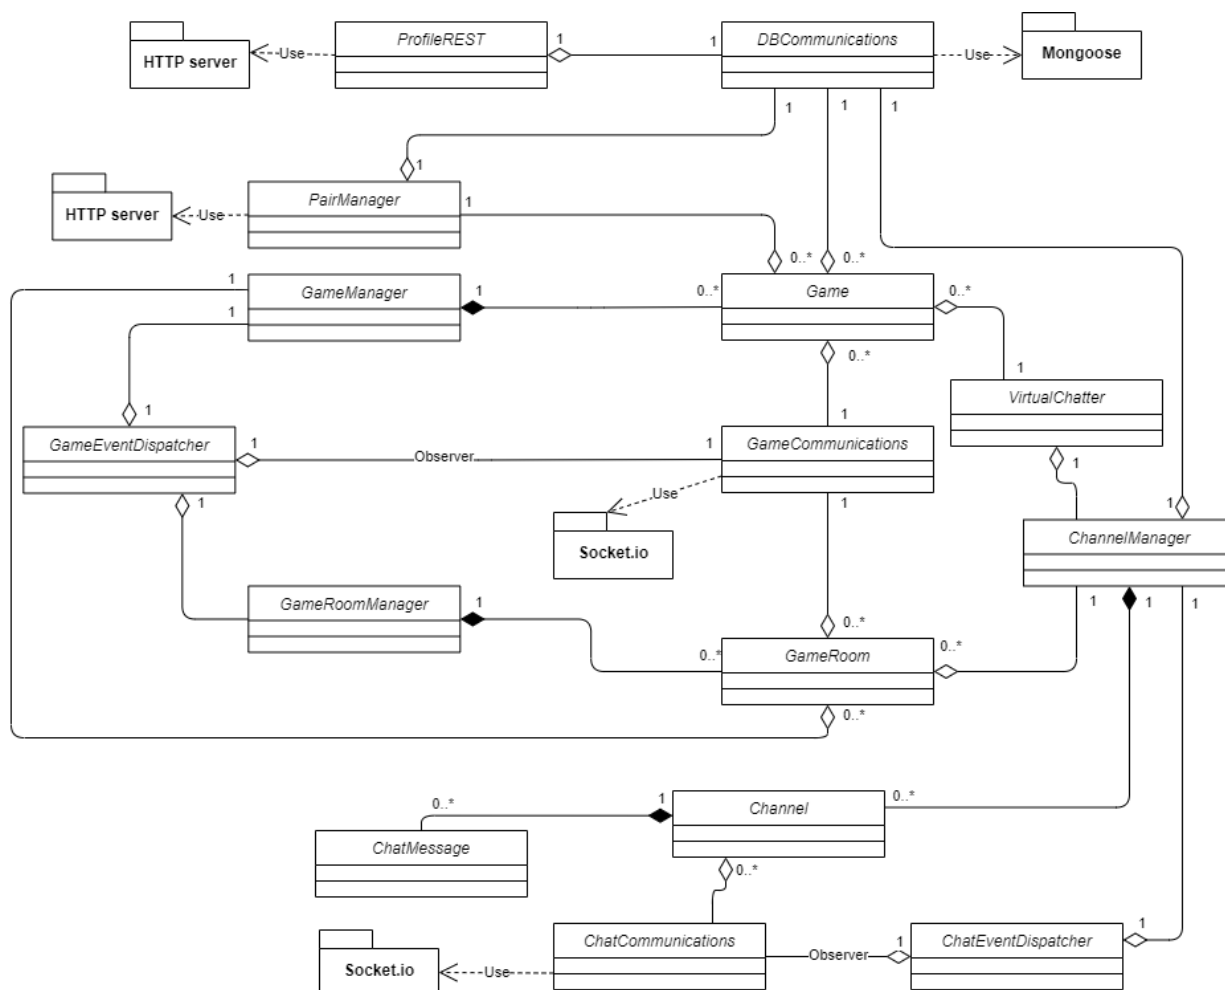 ProfileREST
1
1
DBCommunications
HTTP server
Use
Use
Mongoose
1
1
1
1
PairManager
1
HTTP server
Use
0..*
0..*
1
GameManager
1
0..*
Game
0..*
1
0..*
1
VirtualChatter
1
1
GameEventDispatcher
1
Observer
1
GameCommunications
1
1
Use
1
1
Socket.io
ChannelManager
GameRoomManager
1
1
1
1
0..*
0..*
0..*
GameRoom
0..*
0..*
1
0..*
Channel
ChatMessage
0..*
ChatCommunications
Observer
1
ChatEventDispatcher
1
Socket.io
Use